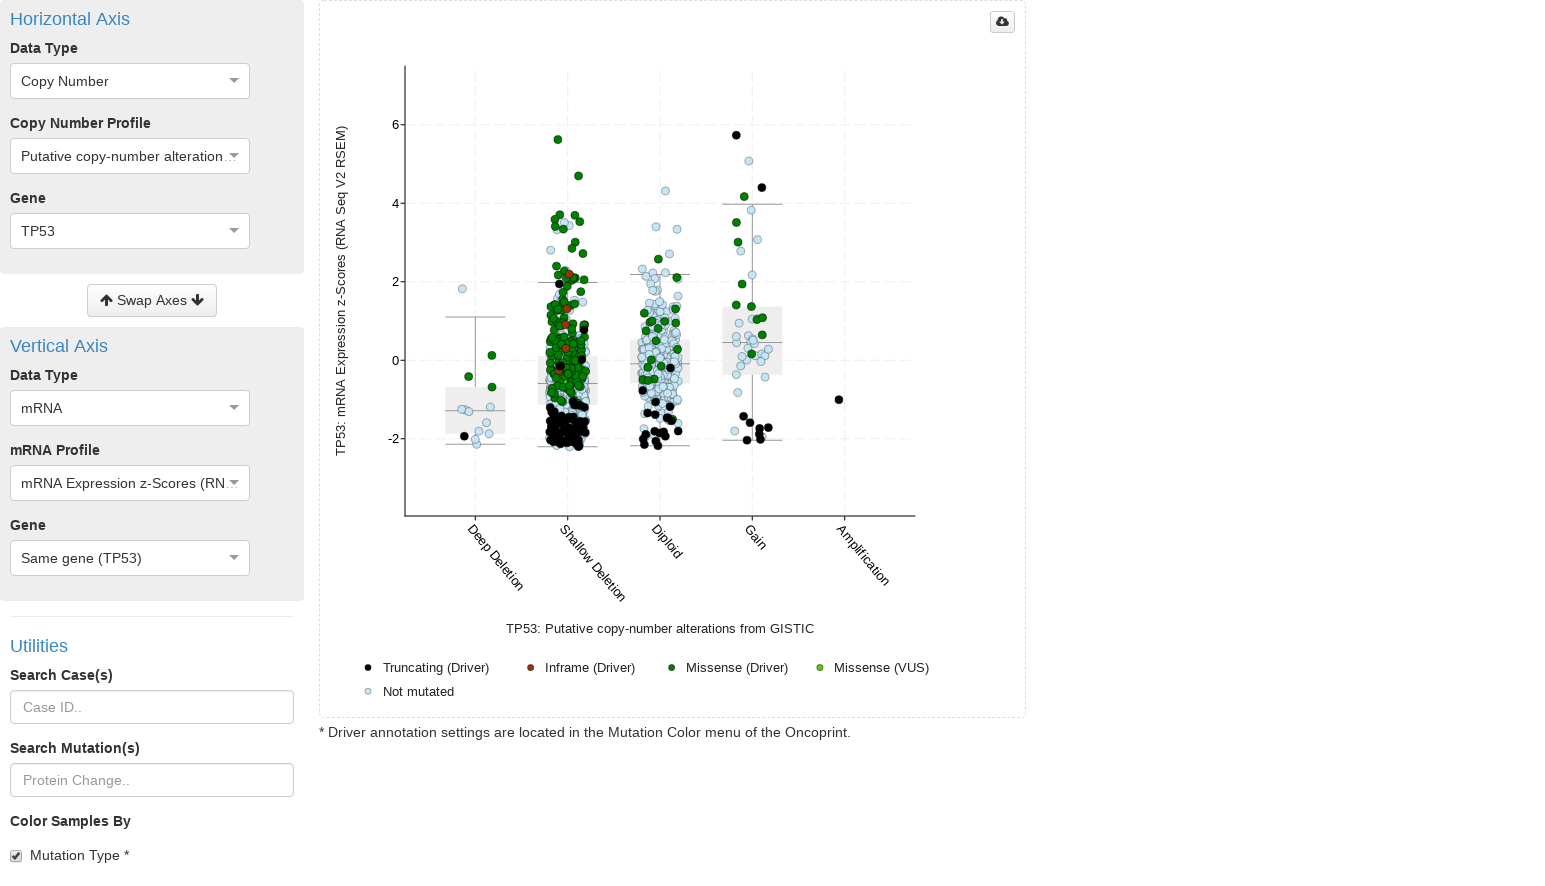 Horizontal Axis
Data Type
Copy Number
Copy Number Profile
Putative copy-number alteration...
Gene
TP53
Swap Axes
Vertical Axis
Data Type
mRNA
mRNA Profile
mRNA Expression z-Scores (RN...
Gene
Same gene (TP53)
Utilities
Search Case(s)
Case ID..
Search Mutation(s)
Protein Change..
Color Samples By
Mutation Type *
TP53: mRNA Expression z-Scores (RNA Seq V2 RSEM)
6
4
2
0
-2
Deep Deletion
Shallow Deletion
Diploid
Gain
Amplification
TP53: Putative copy-number alterations from GISTIC
Truncating (Driver)
Inframe (Driver)
Missense (Driver)
Missense (VUS)
Not mutated
* Driver annotation settings are located in the Mutation Color menu of the Oncoprint.